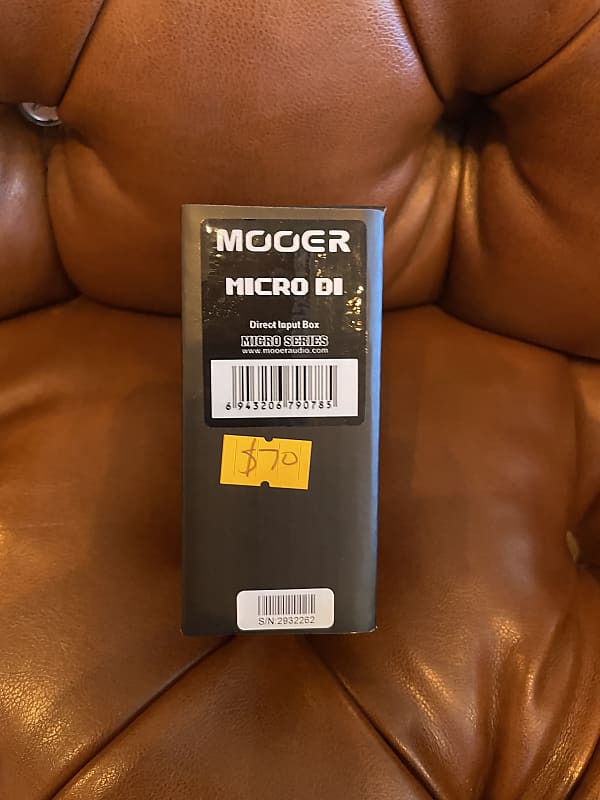 MOOER
MICRO DI
Direct Input Box
MICRO SERIES
www.mooeraudio.com
6 943206 790785
$70
S/N:2932262